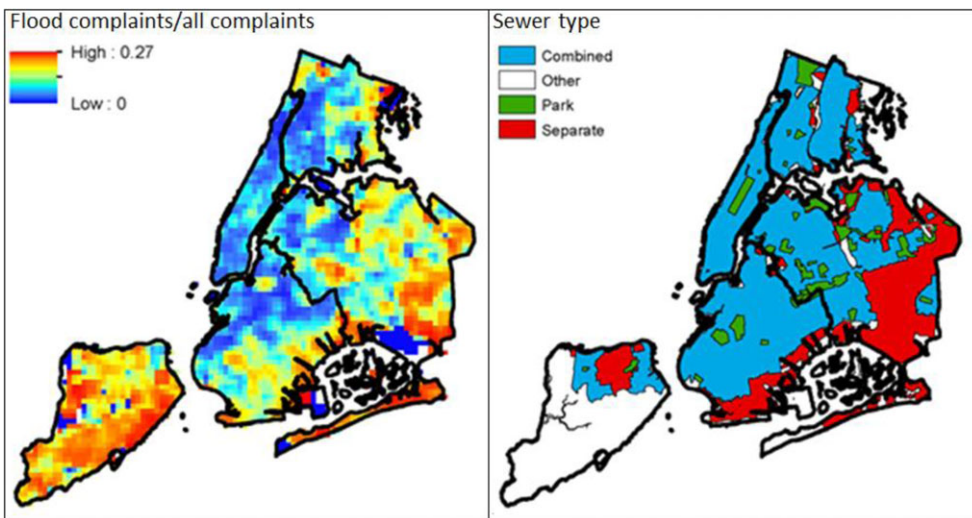 Flood complaints/all complaints
High : 0.27
Low : 0
Sewer type
Combined
Other
Park
Separate